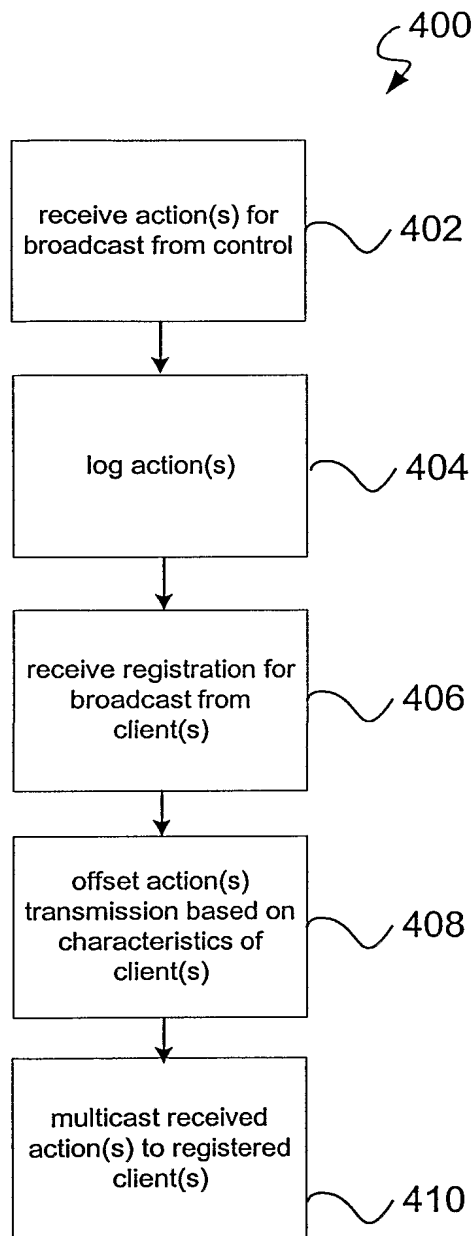 400
receive action(s) for
broadcast from control
402
log action(s)
404
receive registration for
broadcast from
client(s)
406
offset action(s)
transmission based on
characteristics of
client(s)
408
multicast received
action(s) to registered
client(s)
410